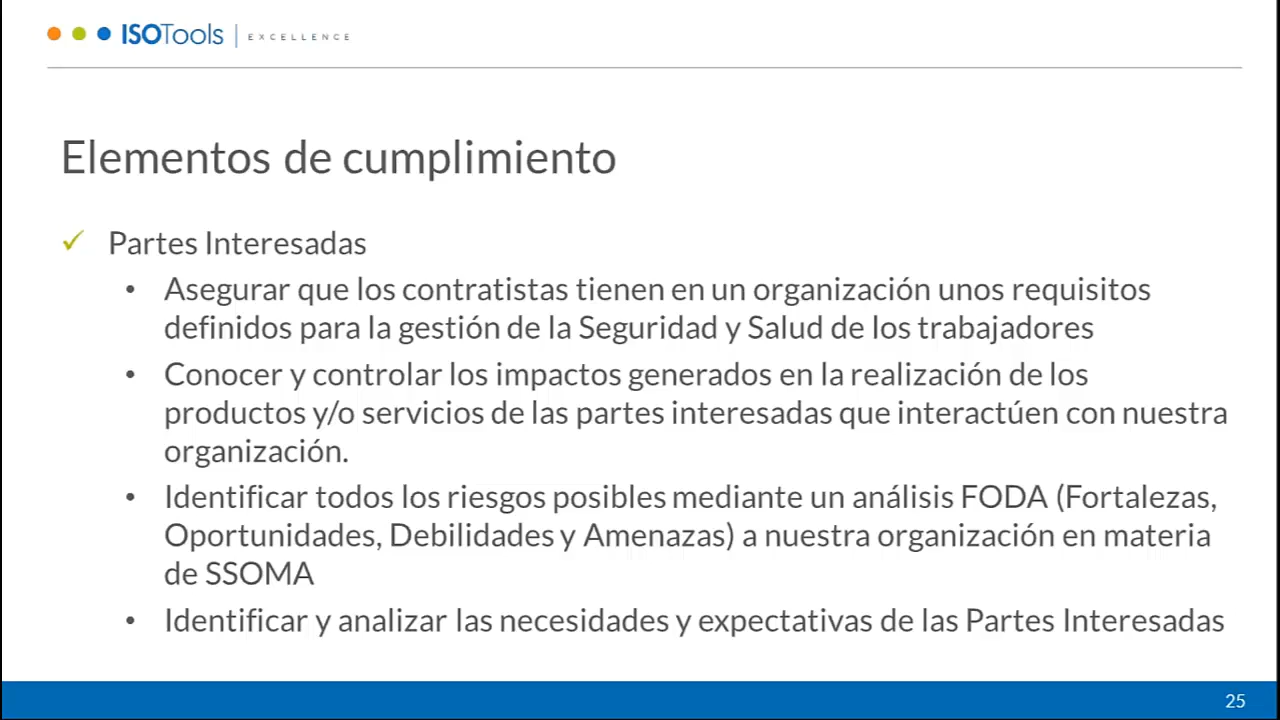 ISOTools | EXCELLENCE
Elementos de cumplimiento
✓ Partes Interesadas
• Asegurar que los contratistas tienen en un organización unos requisitos
definidos para la gestión de la Seguridad y Salud de los trabajadores
• Conocer y controlar los impactos generados en la realización de los
productos y/o servicios de las partes interesadas que interactúen con nuestra
organización.
• Identificar todos los riesgos posibles mediante un análisis FODA (Fortalezas,
Oportunidades, Debilidades y Amenazas) a nuestra organización en materia
de SSOMA
• Identificar y analizar las necesidades y expectativas de las Partes Interesadas
25